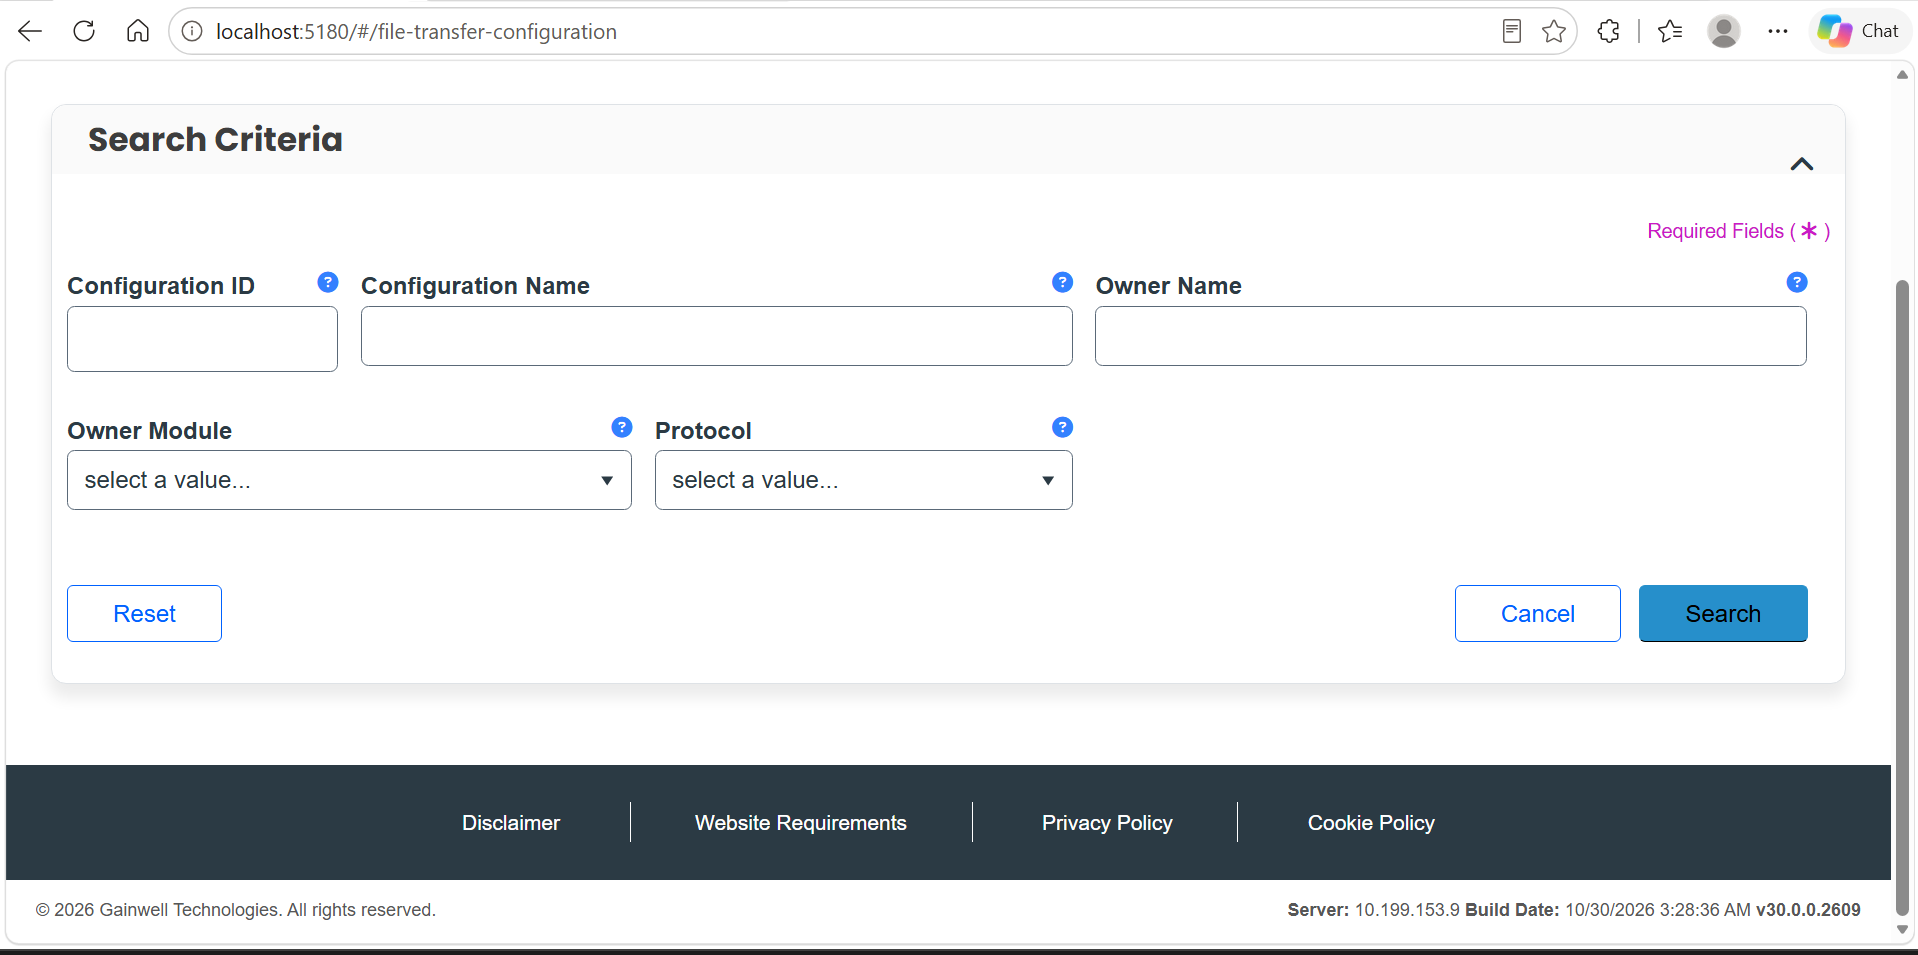 localhost:5180/#/file-transfer-configuration
Chat
Search Criteria
Required Fields ( * )
Configuration ID ? Configuration Name ? Owner Name ?
Owner Module ? Protocol ?
select a value... select a value...
Reset Cancel Search
Disclaimer Website Requirements Privacy Policy Cookie Policy
© 2026 Gainwell Technologies. All rights reserved. Server: 10.199.153.9 Build Date: 10/30/2026 3:28:36 AM v30.0.0.2609